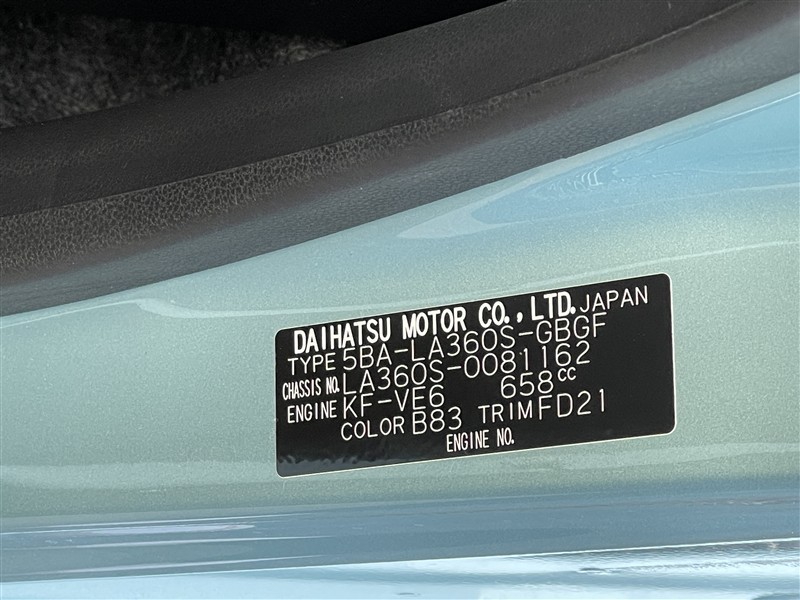 DAIHATSU MOTOR CO., LTD. JAPAN
TYPE 5BA-LA360S-GBGF
CHASSIS NO. LA360S-0081162
ENGINE KF-VE6 658CC
COLOR B83 TRIM FD21
ENGINE NO.